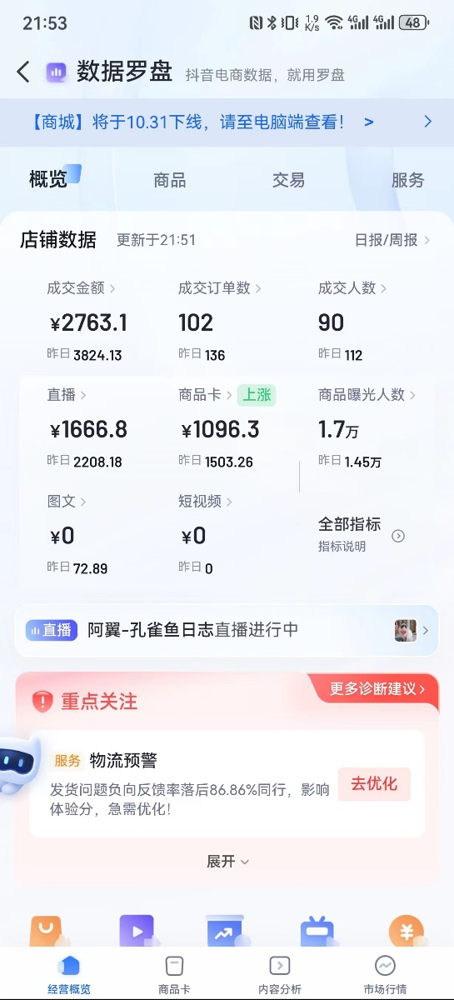 21:53
1.9 K/s 4G 4G 48
数据罗盘 抖音电商数据，就用罗盘
【商城】将于10.31下线，请至电脑端查看！ >
概览 商品 交易 服务
店铺数据 更新于21:51 日报/周报
成交金额 成交订单数 成交人数
¥2763.1 102 90
昨日 3824.13 昨日 136 昨日 112
直播 商品卡 上涨 商品曝光人数
¥1666.8 ¥1096.3 1.7万
昨日 2208.18 昨日 1503.26 昨日 1.45万
图文 短视频
¥0 ¥0 全部指标
指标说明
昨日 72.89 昨日 0
直播 阿翼-孔雀鱼日志直播进行中
重点关注 更多诊断建议
服务 物流预警
发货问题负向反馈率落后86.86%同行，影响
体验分，急需优化！
去优化
展开
经营概览 商品卡 内容分析 市场行情